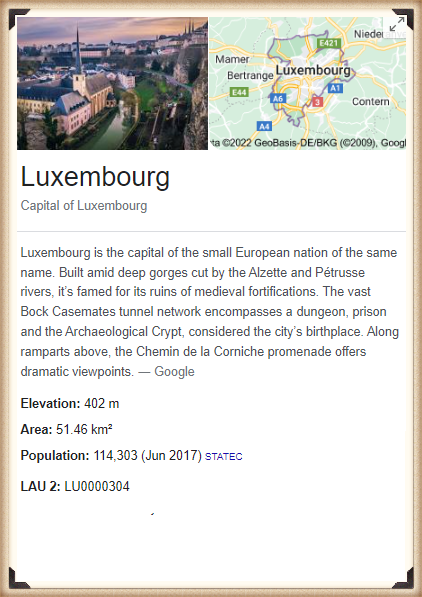 E421
Niede
Mamer
Bertrange
Luxembourg
E44
A6
A1
3
Contern
A4
ta ©2022 GeoBasis-DE/BKG (©2009), Googl
Luxembourg
Capital of Luxembourg
Luxembourg is the capital of the small European nation of the same
name. Built amid deep gorges cut by the Alzette and Pétrusse
rivers, it’s famed for its ruins of medieval fortifications. The vast
Bock Casemates tunnel network encompasses a dungeon, prison
and the Archaeological Crypt, considered the city’s birthplace. Along
ramparts above, the Chemin de la Corniche promenade offers
dramatic viewpoints. — Google
Elevation: 402 m
Area: 51.46 km²
Population: 114,303 (Jun 2017) STATEC
LAU 2: LU0000304